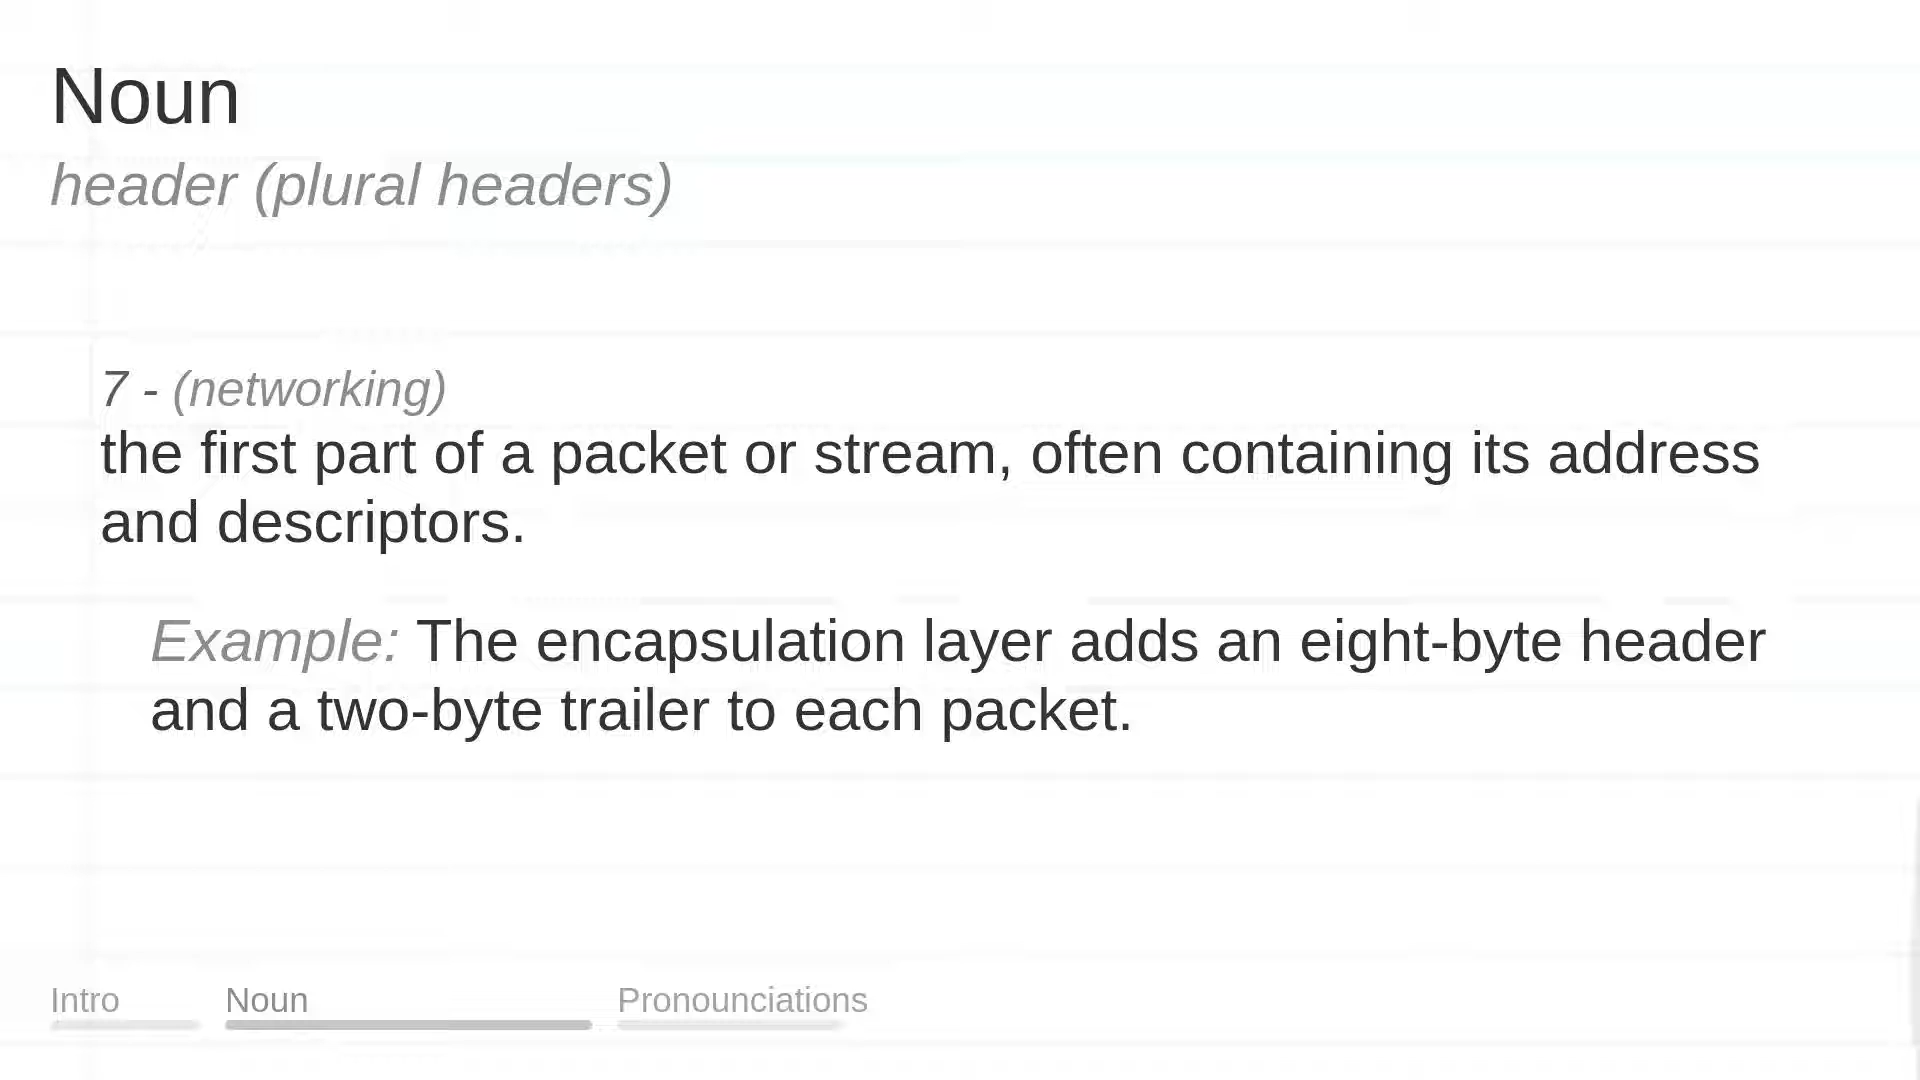 Noun
header (plural headers)
7 - (networking)
the first part of a packet or stream, often containing its address
and descriptors.
Example: The encapsulation layer adds an eight-byte header
and a two-byte trailer to each packet.
Intro Noun Pronounciations